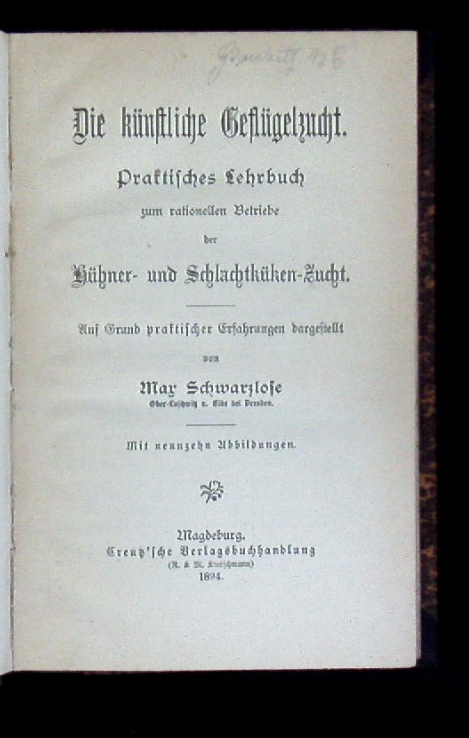 Die künstliche Geflügelzucht.
Praktisches Lehrbuch
zum rationellen Betriebe
der
Hühner- und Schlachtküken-Zucht.
Auf Grund praktischer Erfahrungen dargestellt
von
Max Schwarzlose
Ober-Loschwitz a. Elbe bei Dresden.
Mit neunzehn Abbildungen.
Magdeburg.
Creutz'sche Verlagsbuchhandlung
(R. & M. Kretschmann)
1894.